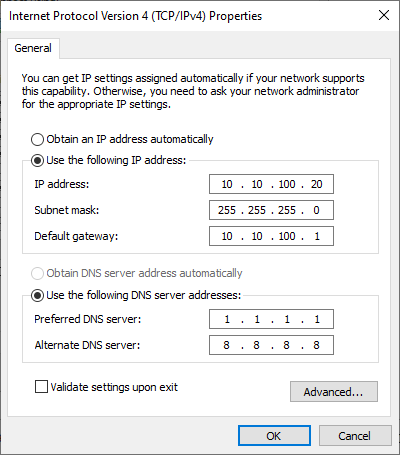 Internet Protocol Version 4 (TCP/IPv4) Properties
General
You can get IP settings assigned automatically if your network supports
this capability. Otherwise, you need to ask your network administrator
for the appropriate IP settings.
Obtain an IP address automatically
Use the following IP address:
IP address: 10 . 10 . 100 . 20
Subnet mask: 255 . 255 . 255 . 0
Default gateway: 10 . 10 . 100 . 1
Obtain DNS server address automatically
Use the following DNS server addresses:
Preferred DNS server: 1 . 1 . 1 . 1
Alternate DNS server: 8 . 8 . 8 . 8
Validate settings upon exit
Advanced...
OK Cancel